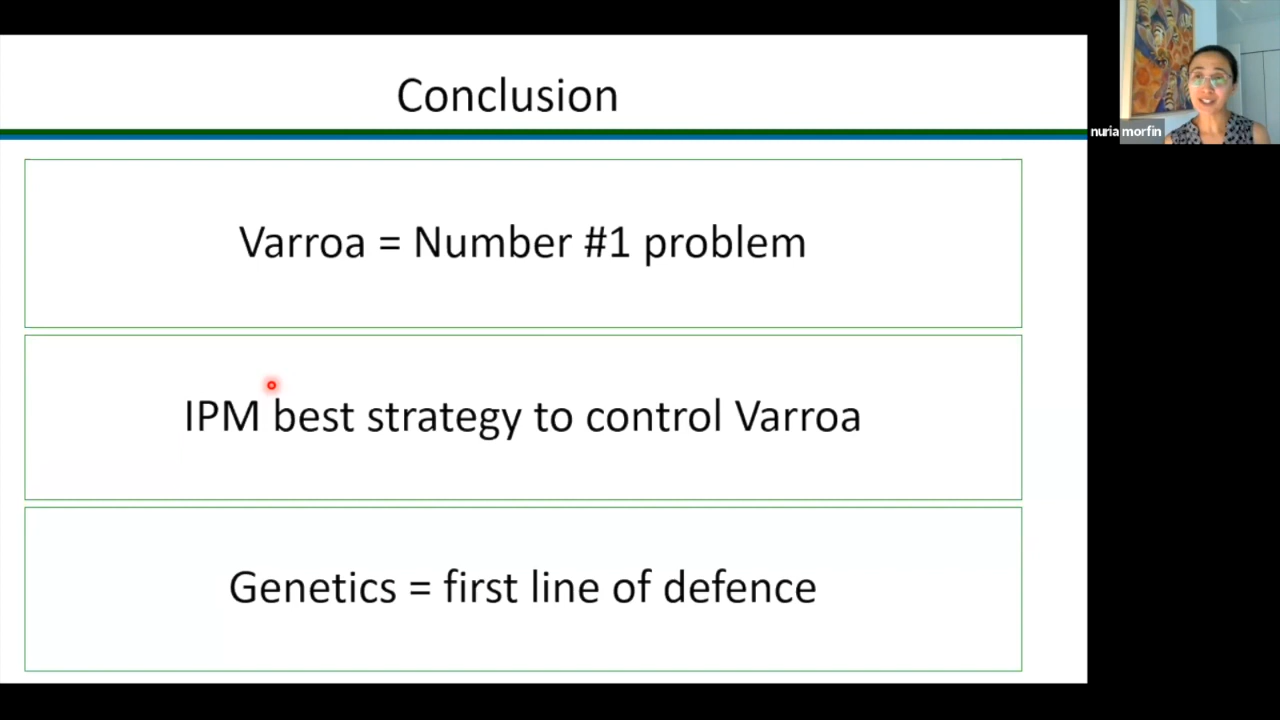 Conclusion
nuria morfin
Varroa = Number #1 problem
IPM best strategy to control Varroa
Genetics = first line of defence